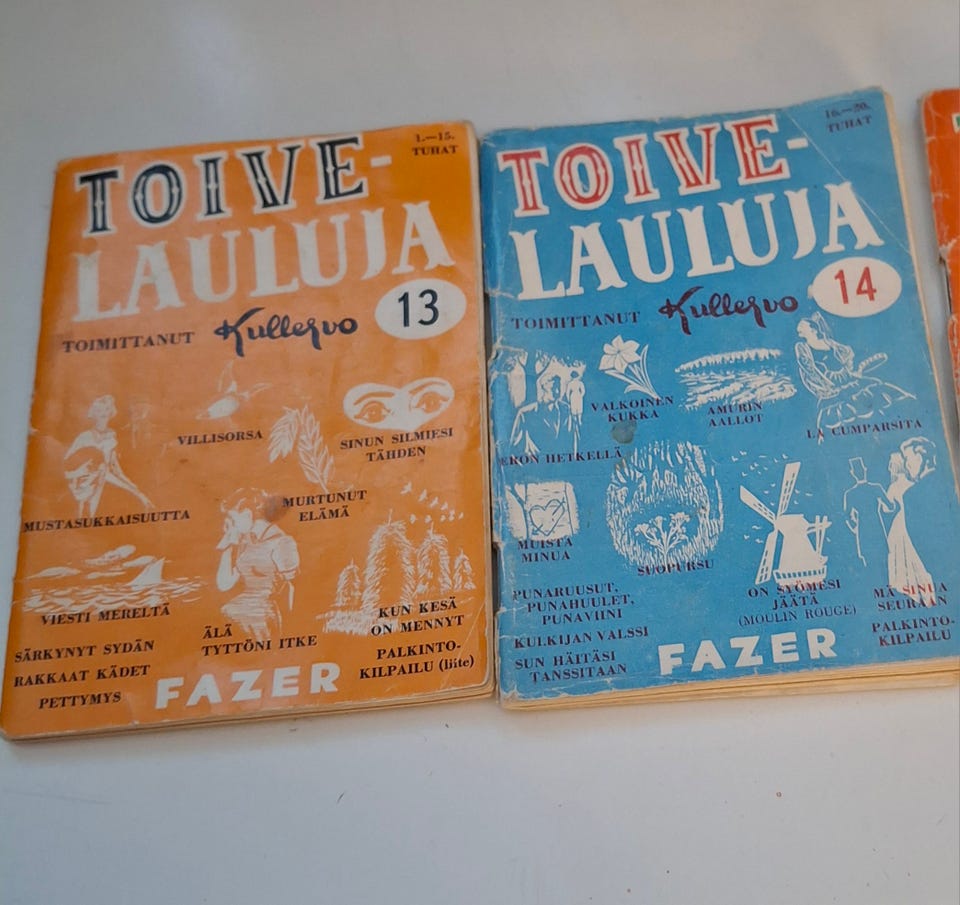 1.—15.
TUHAT
TOIVE-
LAULUJA
13
TOIMITTANUT Kullervo
VILLISORSA
SINUN SILMIESI
TÄHDEN
MUSTASUKKAISUUTTA
MURTUNUT
ELÄMÄ
VIESTI MERELTÄ
KUN KESÄ
ON MENNYT
SÄRKYNYT SYDÄN
ÄLÄ
TYTTÖNI ITKE
RAKKAAT KÄDET
PALKINTO-
KILPAILU (liite)
PETTYMYS
FAZER
16.—20.
TUHAT
TOIVE-
LAULUJA
14
TOIMITTANUT Kullervo
VALKOINEN
KUKKA
AMURIN
AALLOT
LA CUMPARSITA
ERON HETKELLÄ
MUISTA
MINUA
SUOPURSU
ON SYÖMESI
JÄÄTÄ
(MOULIN ROUGE)
MÄ SINUA
SEURAAN
PUNARUUSUT,
PUNAHUULET,
PUNAVIINI
KULKIJAN VALSSI
PALKINTO-
KILPAILU
SUN HÄITÄSI
TANSSITAAN
FAZER